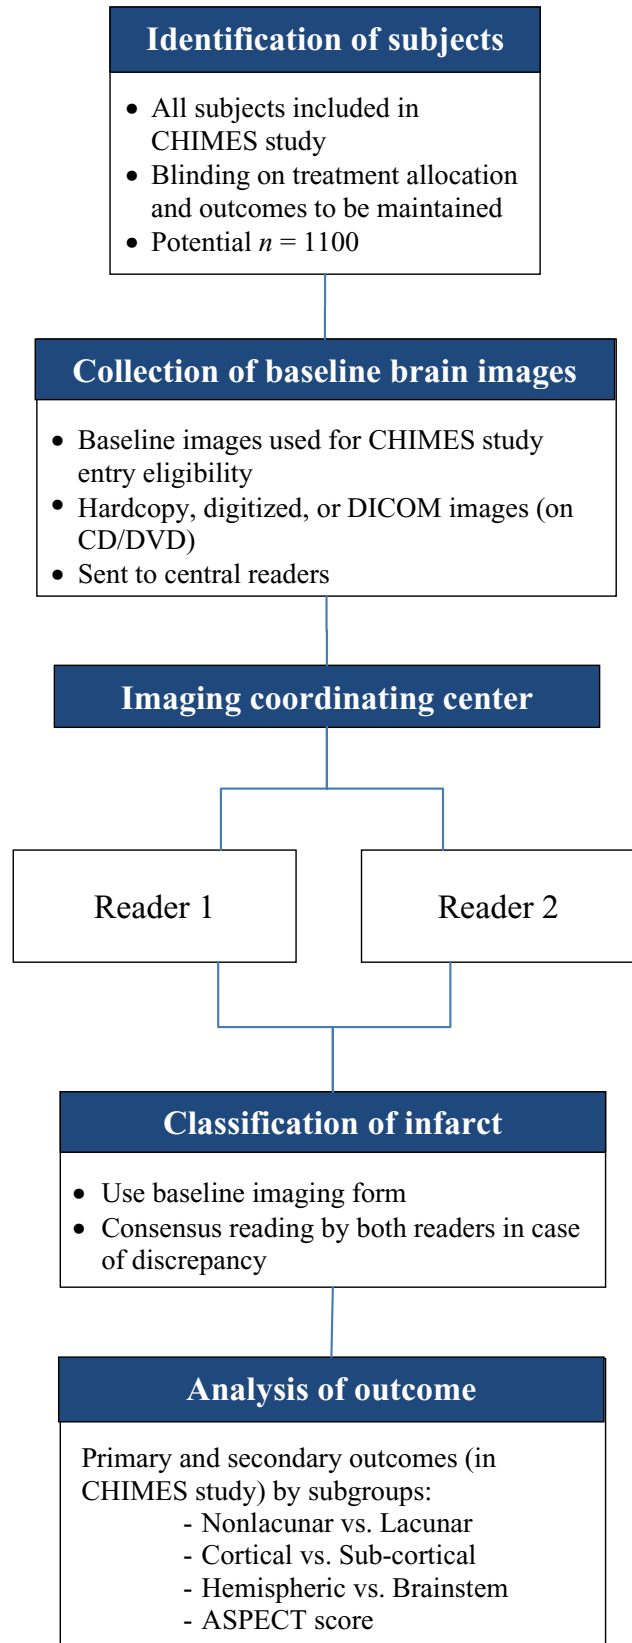 Identification of subjects
• All subjects included in
CHIMES study
• Blinding on treatment allocation
and outcomes to be maintained
• Potential n = 1100
Collection of baseline brain images
• Baseline images used for CHIMES study
entry eligibility
• Hardcopy, digitized, or DICOM images (on
CD/DVD)
• Sent to central readers
Imaging coordinating center
Reader 1
Reader 2
Classification of infarct
• Use baseline imaging form
• Consensus reading by both readers in case
of discrepancy
Analysis of outcome
Primary and secondary outcomes (in
CHIMES study) by subgroups:
- Nonlacunar vs. Lacunar
- Cortical vs. Sub-cortical
- Hemispheric vs. Brainstem
- ASPECT score